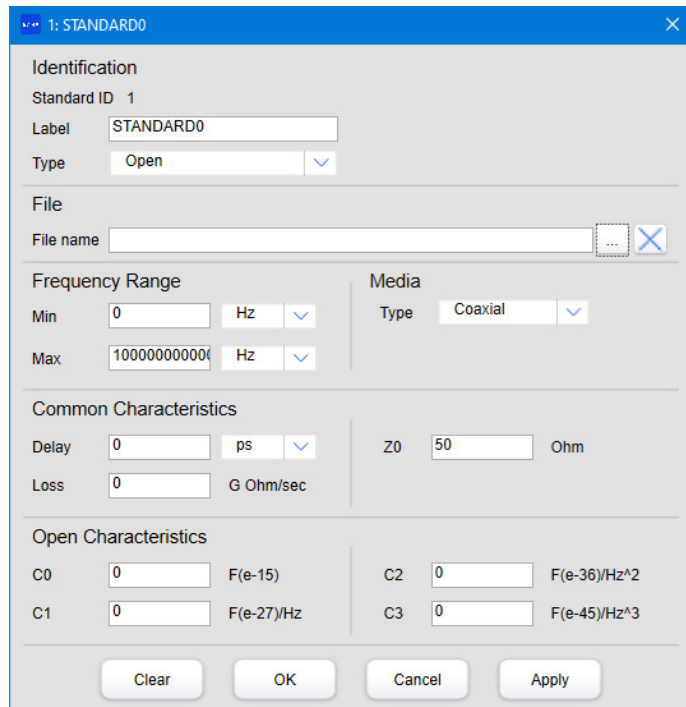 1: STANDARD0
Identification
Standard ID 1
Label STANDARD0
Type Open
File
File name ...
Frequency Range
Min 0 Hz
Max 100000000000 Hz
Media
Type Coaxial
Common Characteristics
Delay 0 ps
Loss 0 G Ohm/sec
Z0 50 Ohm
Open Characteristics
C0 0 F(e-15)
C1 0 F(e-27)/Hz
C2 0 F(e-36)/Hz^2
C3 0 F(e-45)/Hz^3
Clear OK Cancel Apply